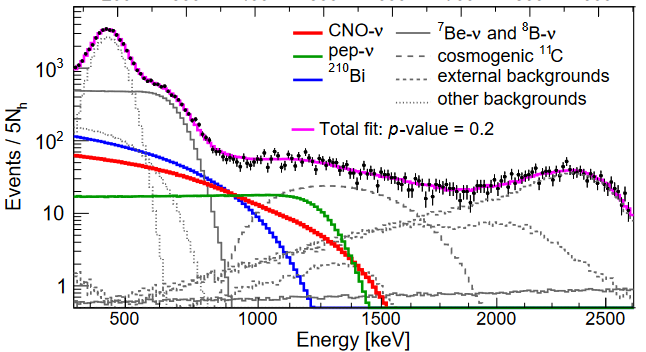 CNO-ν
pep-ν
²¹⁰Bi
⁷Be-ν and ⁸B-ν
cosmogenic ¹¹C
external backgrounds
other backgrounds
Total fit: p-value = 0.2
Events / 5Nₕ
10³
10²
10
1
500 1000 1500 2000 2500
Energy [keV]